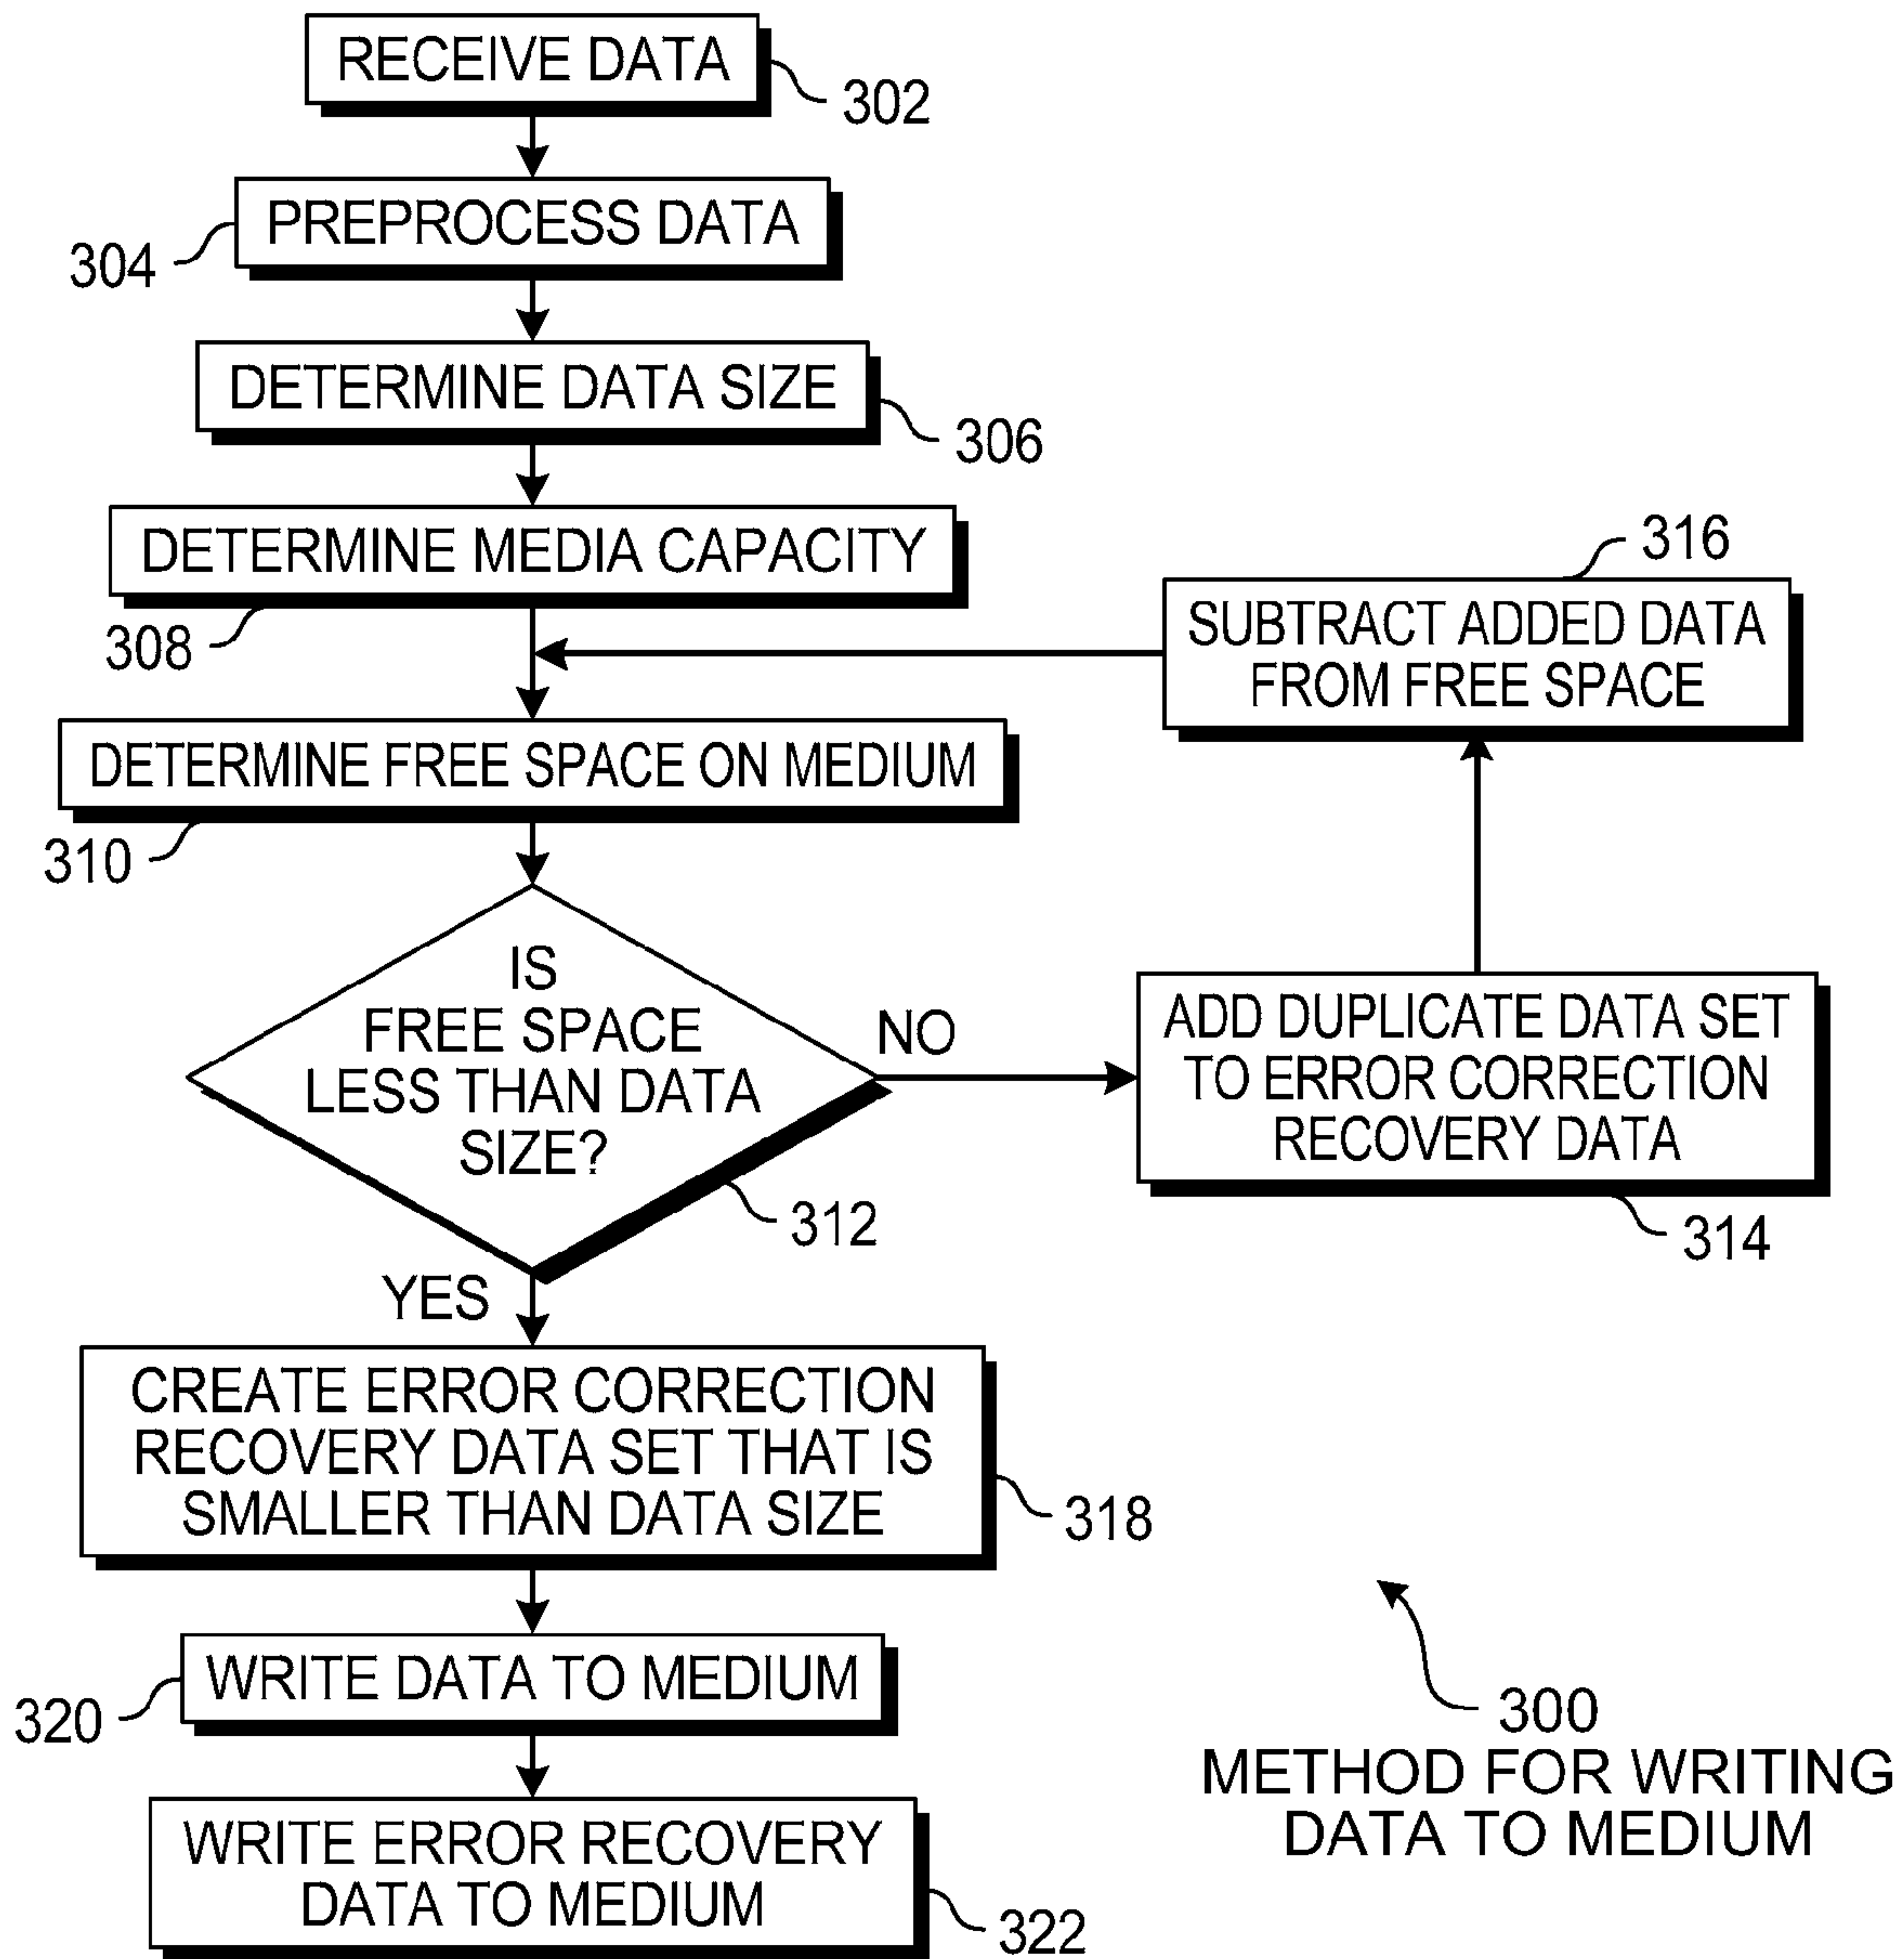 RECEIVE DATA
302
PREPROCESS DATA
304
DETERMINE DATA SIZE
306
DETERMINE MEDIA CAPACITY
308
316
SUBTRACT ADDED DATA
FROM FREE SPACE
DETERMINE FREE SPACE ON MEDIUM
310
IS
FREE SPACE
LESS THAN DATA
SIZE?
312
NO
ADD DUPLICATE DATA SET
TO ERROR CORRECTION
RECOVERY DATA
314
YES
CREATE ERROR CORRECTION
RECOVERY DATA SET THAT IS
SMALLER THAN DATA SIZE
318
WRITE DATA TO MEDIUM
320
WRITE ERROR RECOVERY
DATA TO MEDIUM
322
300
METHOD FOR WRITING
DATA TO MEDIUM